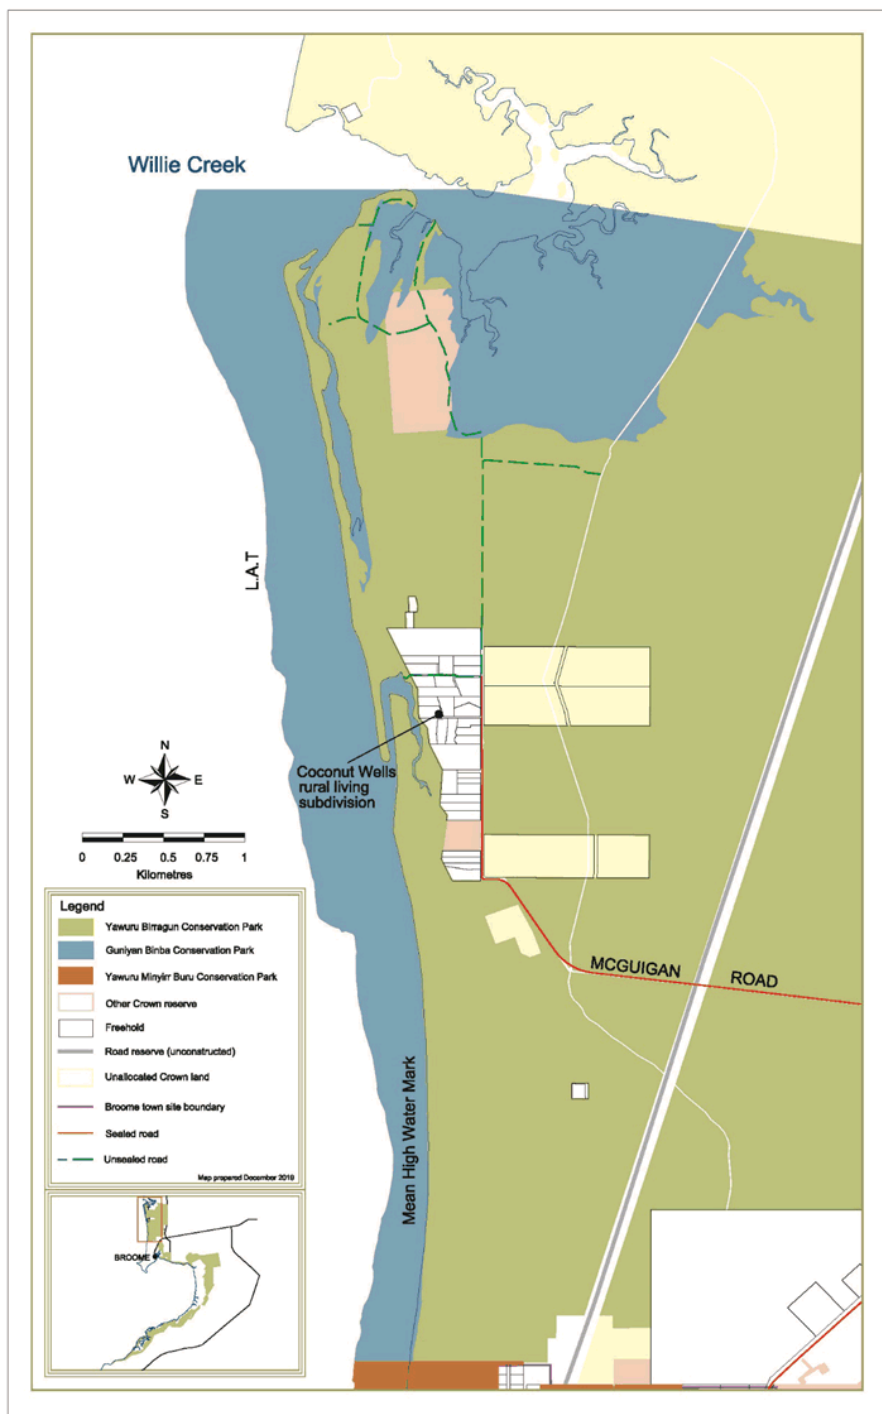 Willie Creek
L.A.T
Coconut Wells
rural living
subdivision
N
W
E
S
0
0.25
0.5
0.75
1
Kilometres
MCGUIGAN
ROAD
Mean High Water Mark
Legend
Yawuru Birragun Conservation Park
Guniyan Binba Conservation Park
Yawuru Minyirr Buru Conservation Park
Other Crown reserve
Freehold
Road reserve (unconstructed)
Unallocated Crown land
Broome town site boundary
Sealed road
Unsealed road
Map prepared December 2019
BROOME